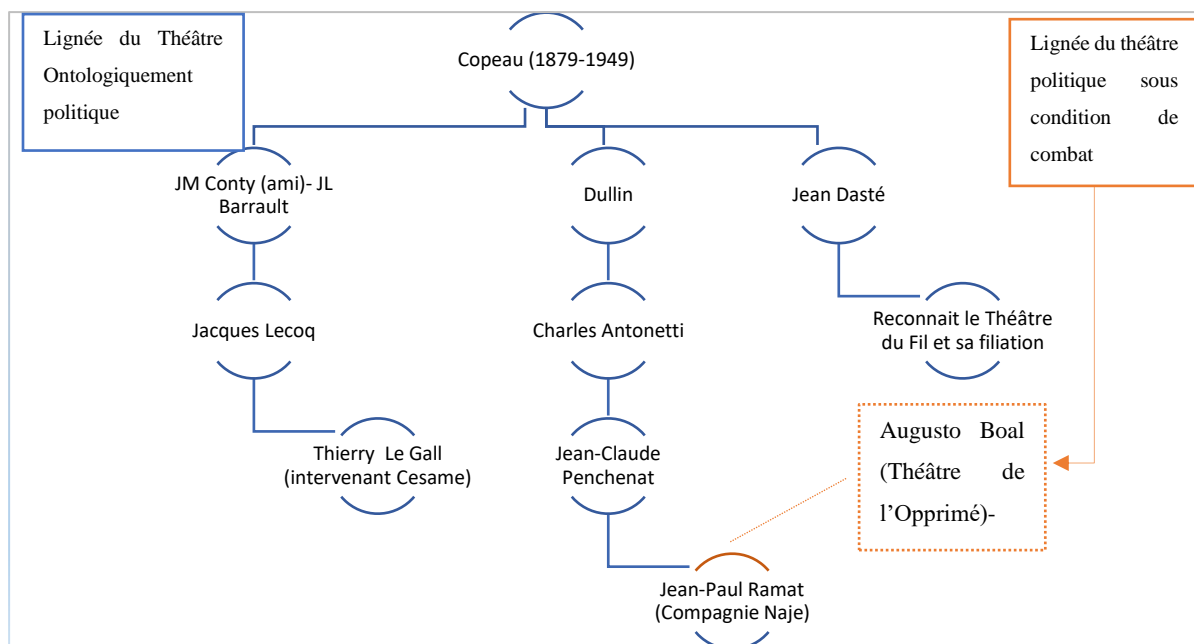 Lignée du Théâtre
Ontologiquement
politique
Copeau (1879-1949)
Lignée du théâtre
politique sous
condition de
combat
JM Conty (ami)- JL
Barrault
Dullin
Jean Dasté
Jacques Lecoq
Charles Antonetti
Reconnait le Théâtre
du Fil et sa filiation
Thierry Le Gall
(intervenant Cesame)
Jean-Claude
Penchenat
Augusto Boal
(Théâtre de
l’Opprimé)-
Jean-Paul Ramat
(Compagnie Naje)